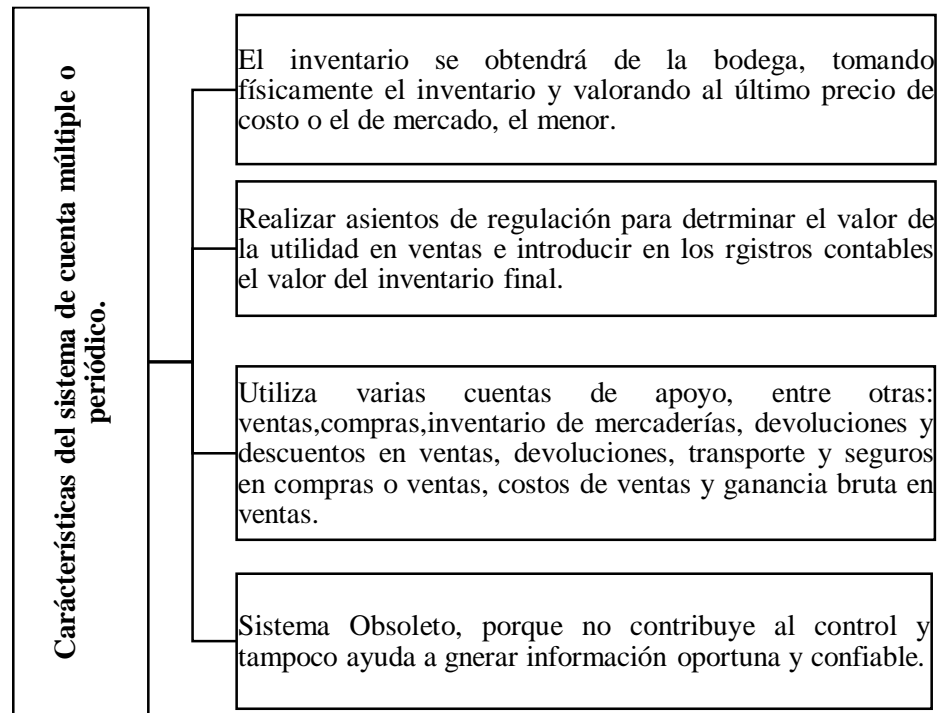 Carácterísticas del sistema de cuenta múltiple o
periódico.
El inventario se obtendrá de la bodega, tomando
físicamente el inventario y valorando al último precio de
costo o el de mercado, el menor.
Realizar asientos de regulación para detrminar el valor de
la utilidad en ventas e introducir en los rgistros contables
el valor del inventario final.
Utiliza varias cuentas de apoyo, entre otras:
ventas,compras,inventario de mercaderías, devoluciones y
descuentos en ventas, devoluciones, transporte y seguros
en compras o ventas, costos de ventas y ganancia bruta en
ventas.
Sistema Obsoleto, porque no contribuye al control y
tampoco ayuda a gnerar información oportuna y confiable.